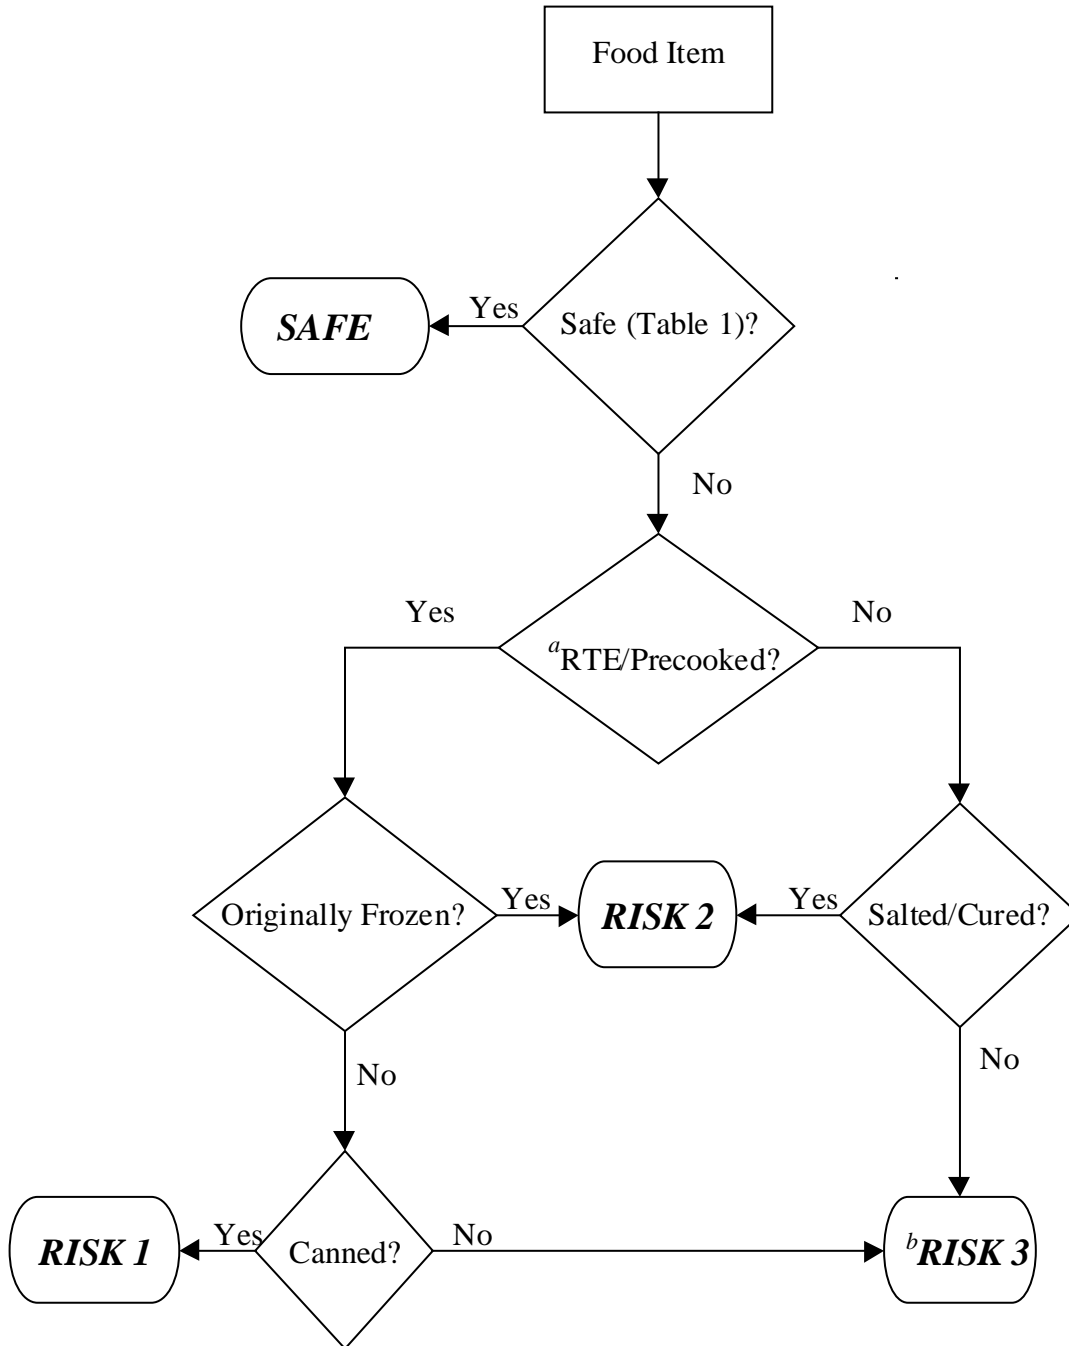 Food Item
Yes
SAFE
Safe (Table 1)?
No
Yes
No
aRTE/Precooked?
Originally Frozen?
Yes
RISK 2
Yes
Salted/Cured?
No
No
RISK 1
Yes
Canned?
No
bRISK 3